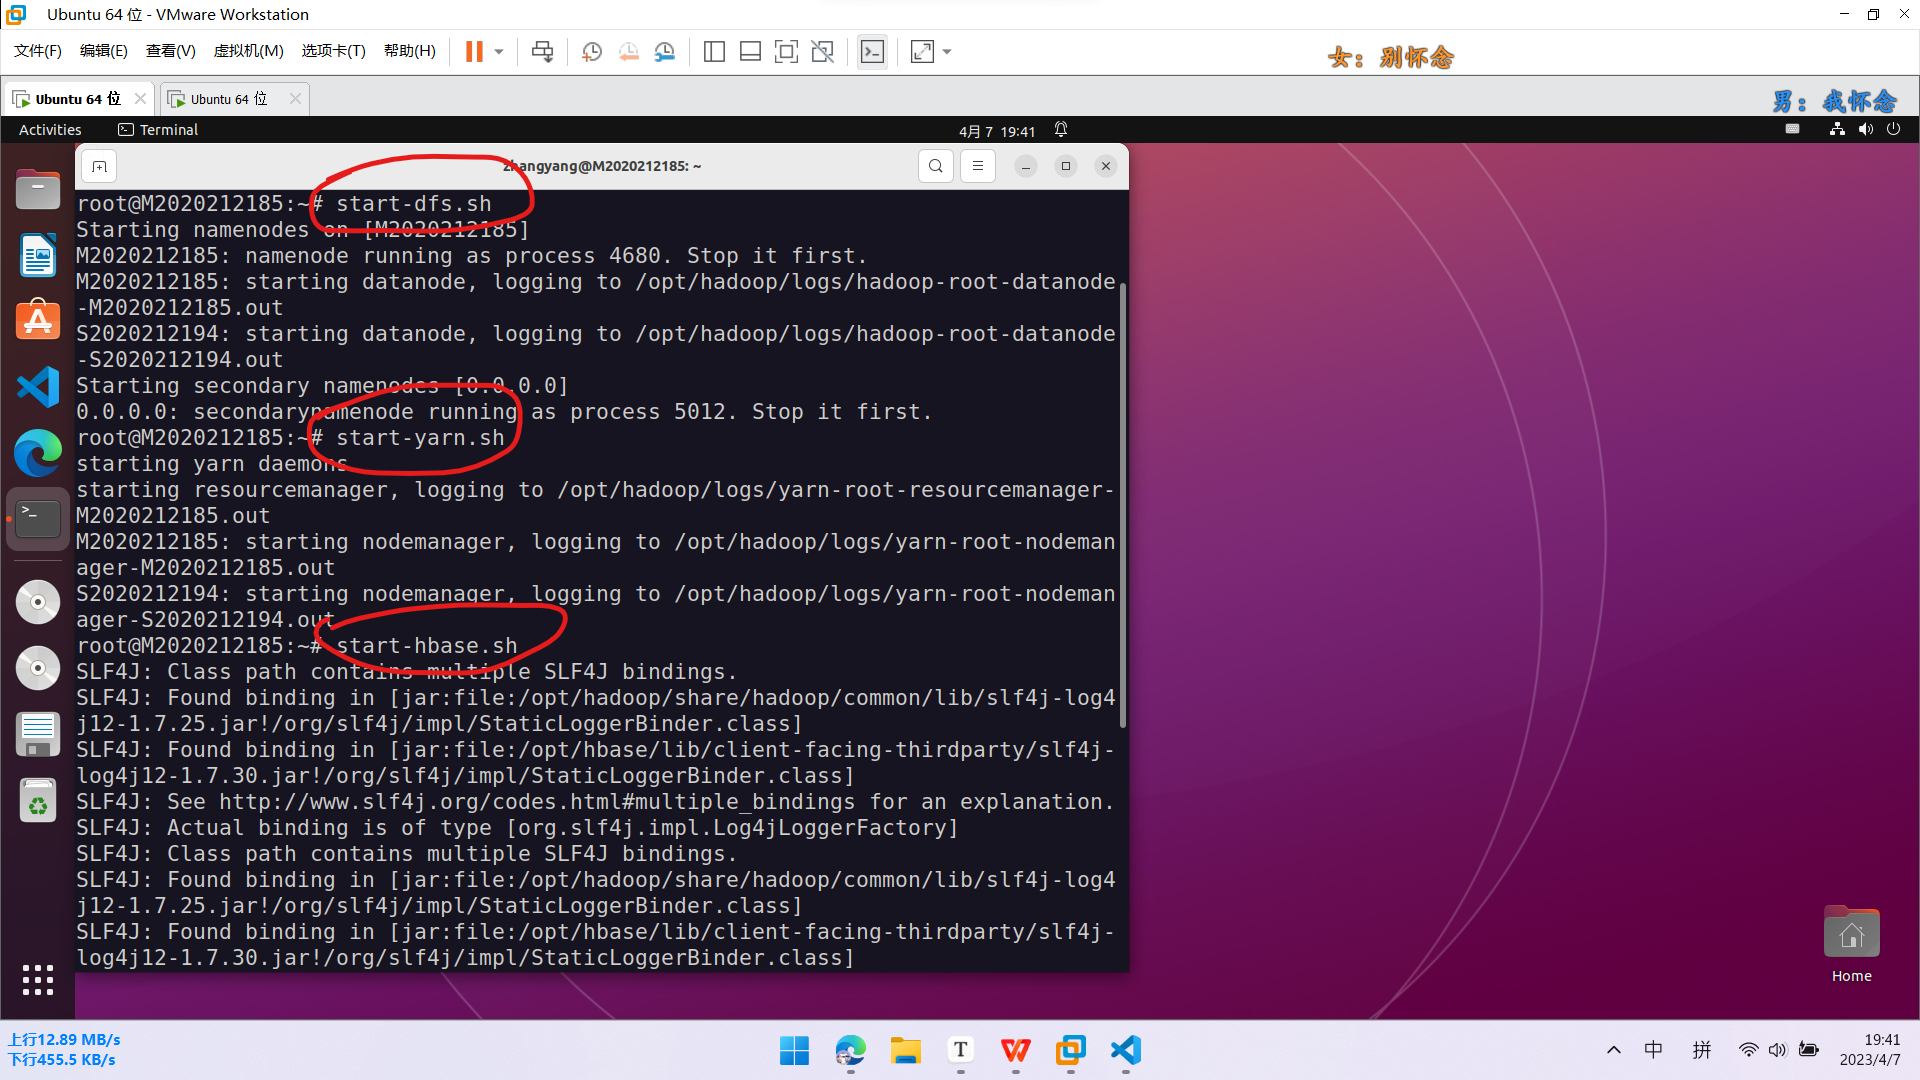 Ubuntu 64 位 - VMware Workstation
文件(F) 编辑(E) 查看(V) 虚拟机(M) 选项卡(T) 帮助(H)
女：别怀念
男：我怀念
Ubuntu 64 位
Ubuntu 64 位
Activities
Terminal
4月 7 19:41
zhangyang@M2020212185: ~
root@M2020212185:~# start-dfs.sh
Starting namenodes on [M2020212185]
M2020212185: namenode running as process 4680. Stop it first.
M2020212185: starting datanode, logging to /opt/hadoop/logs/hadoop-root-datanode
-M2020212185.out
S2020212194: starting datanode, logging to /opt/hadoop/logs/hadoop-root-datanode
-S2020212194.out
Starting secondary namenodes [0.0.0.0]
0.0.0.0: secondarynamenode running as process 5012. Stop it first.
root@M2020212185:~# start-yarn.sh
starting yarn daemons
starting resourcemanager, logging to /opt/hadoop/logs/yarn-root-resourcemanager-
M2020212185.out
M2020212185: starting nodemanager, logging to /opt/hadoop/logs/yarn-root-nodeman
ager-M2020212185.out
S2020212194: starting nodemanager, logging to /opt/hadoop/logs/yarn-root-nodeman
ager-S2020212194.out
root@M2020212185:~# start-hbase.sh
SLF4J: Class path contains multiple SLF4J bindings.
SLF4J: Found binding in [jar:file:/opt/hadoop/share/hadoop/common/lib/slf4j-log4
j12-1.7.25.jar!/org/slf4j/impl/StaticLoggerBinder.class]
SLF4J: Found binding in [jar:file:/opt/hbase/lib/client-facing-thirdparty/slf4j-
log4j12-1.7.30.jar!/org/slf4j/impl/StaticLoggerBinder.class]
SLF4J: See http://www.slf4j.org/codes.html#multiple_bindings for an explanation.
SLF4J: Actual binding is of type [org.slf4j.impl.Log4jLoggerFactory]
SLF4J: Class path contains multiple SLF4J bindings.
SLF4J: Found binding in [jar:file:/opt/hadoop/share/hadoop/common/lib/slf4j-log4
j12-1.7.25.jar!/org/slf4j/impl/StaticLoggerBinder.class]
SLF4J: Found binding in [jar:file:/opt/hbase/lib/client-facing-thirdparty/slf4j-
log4j12-1.7.30.jar!/org/slf4j/impl/StaticLoggerBinder.class]
Home
上行12.89 MB/s
下行455.5 KB/s
中
拼
19:41
2023/4/7